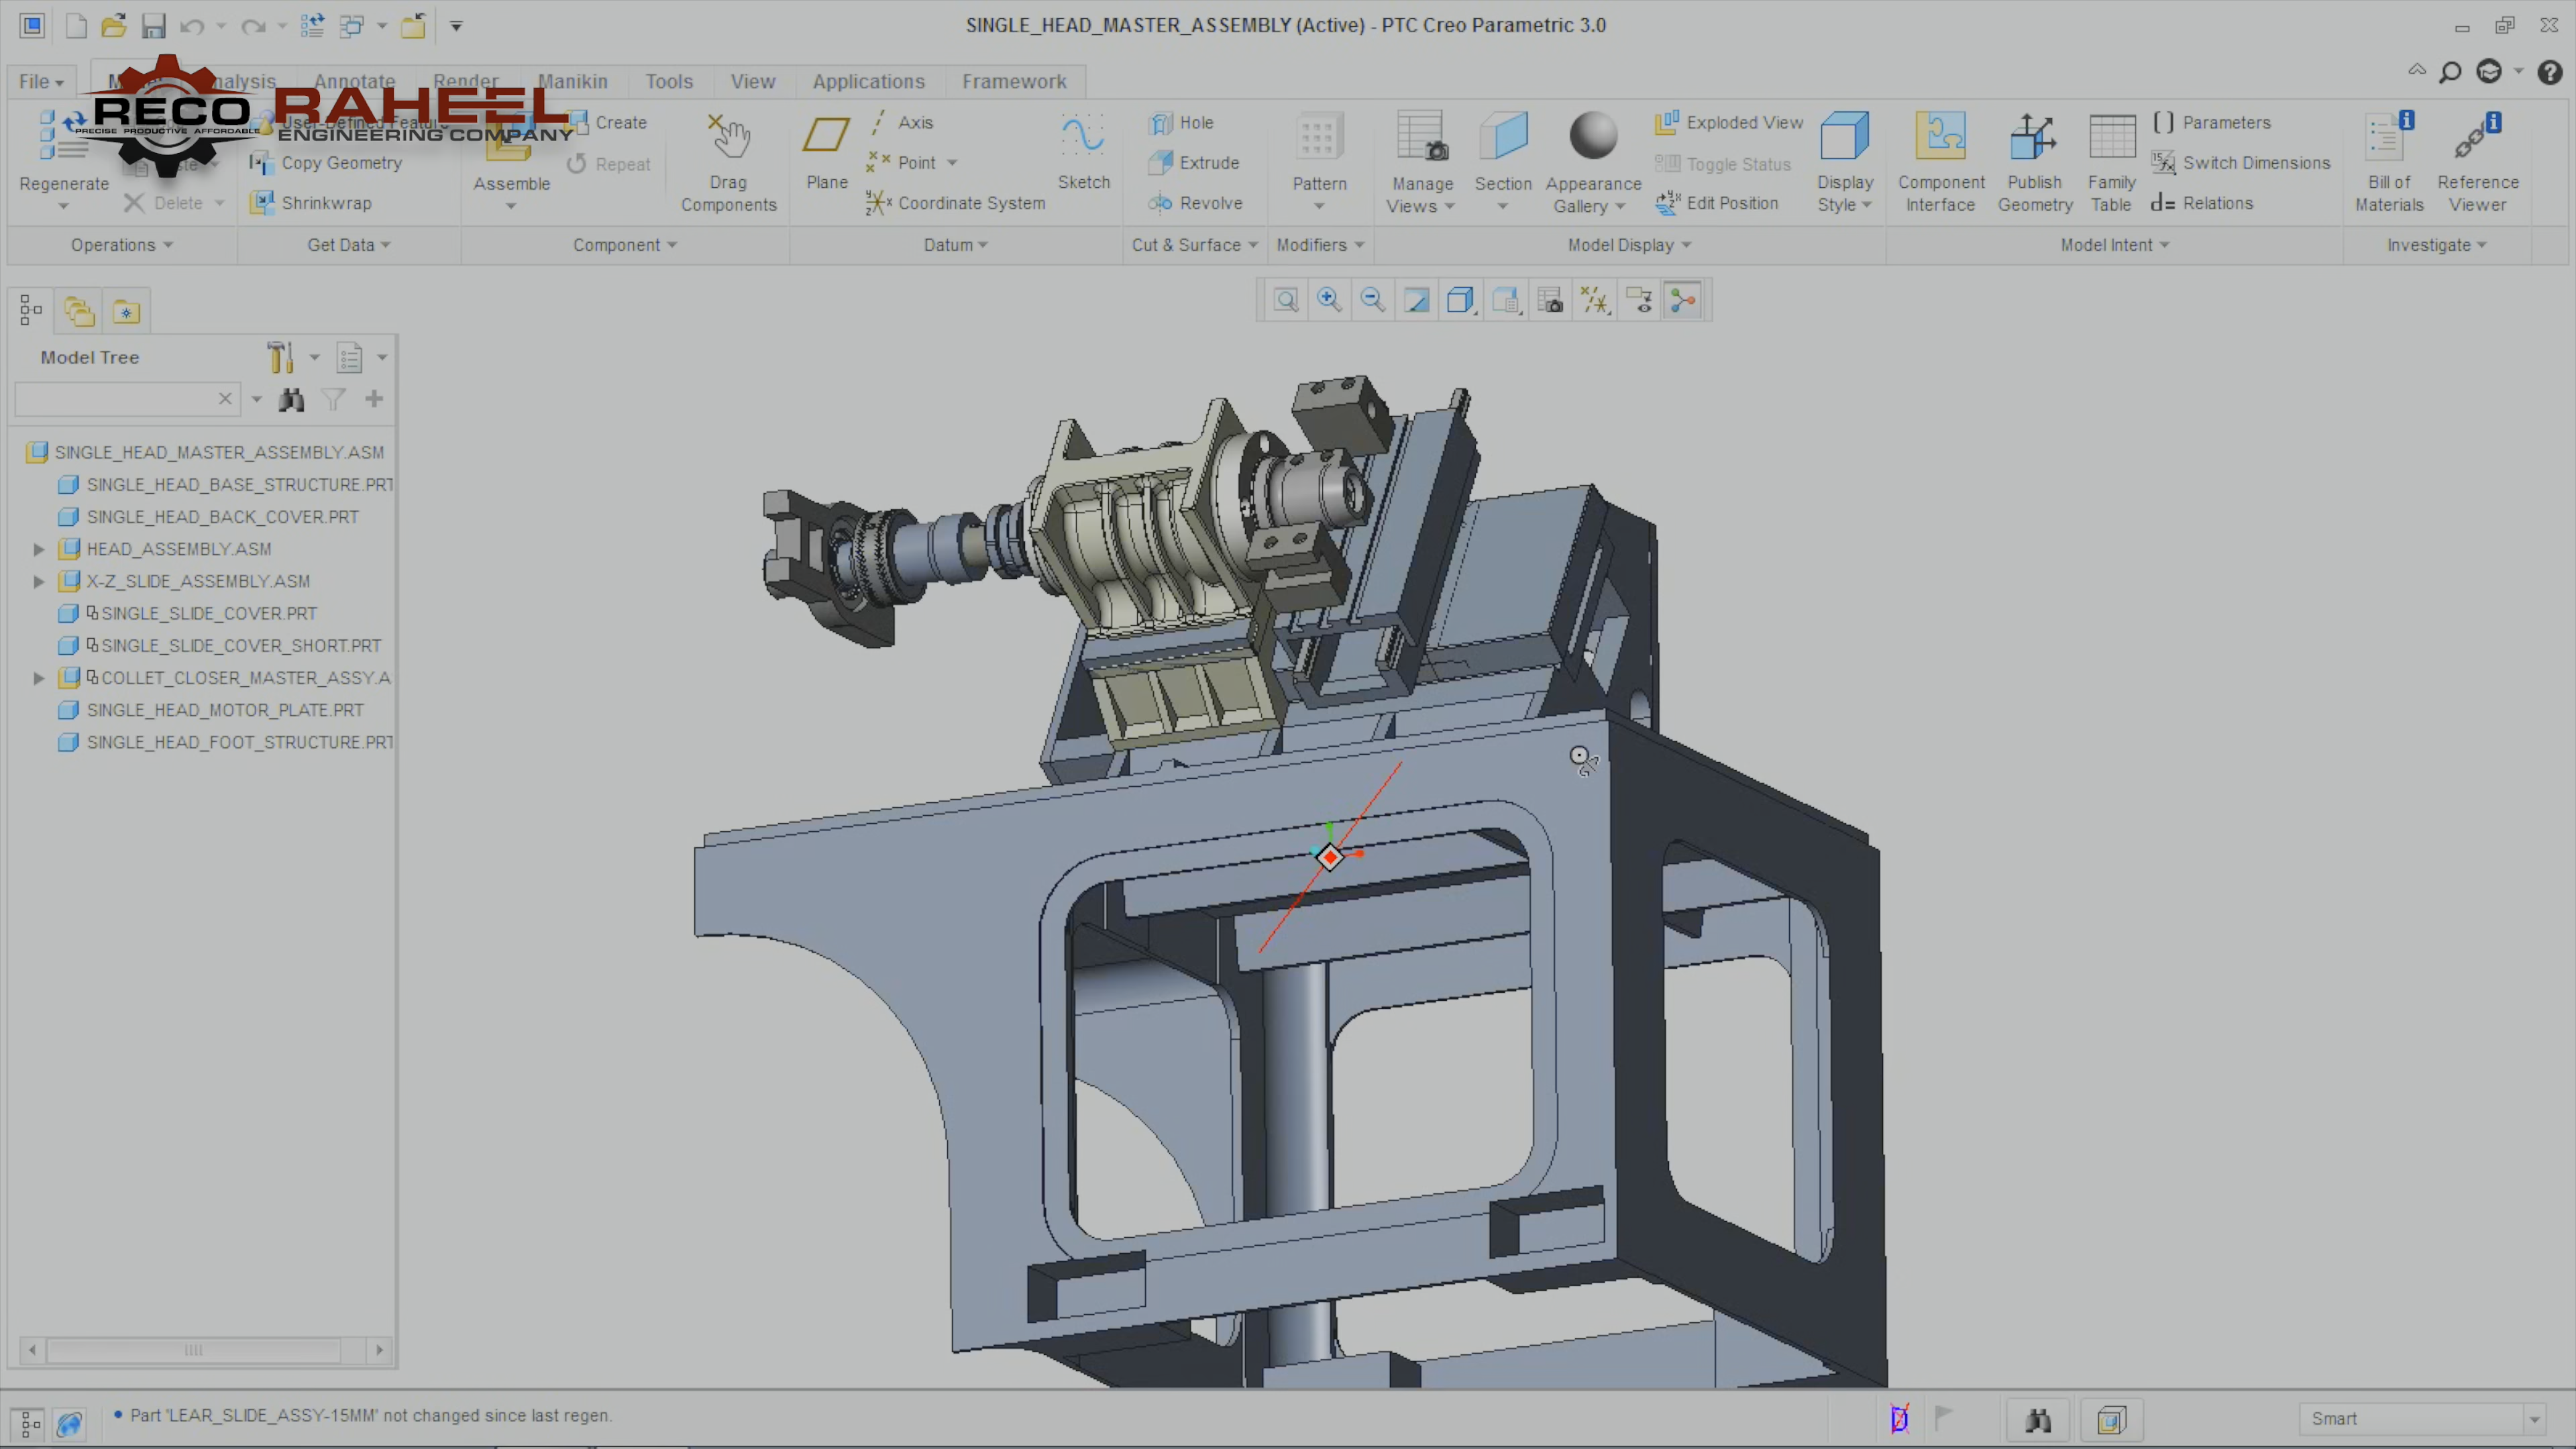 SINGLE_HEAD_MASTER_ASSEMBLY (Active) - PTC Creo Parametric 3.0
File
Analysis
Annotate
Render
Manikin
Tools
View
Applications
Framework
RECO
PRECISE PRODUCTIVE AFFORDABLE
RAHEEL
ENGINEERING COMPANY
Regenerate
Delete
Operations
User-Defined Feature
Copy Geometry
Shrinkwrap
Get Data
Assemble
Create
Repeat
Drag
Components
Component
Plane
Axis
Point
Coordinate System
Sketch
Datum
Hole
Extrude
Revolve
Cut & Surface
Pattern
Modifiers
Manage
Views
Section
Appearance
Gallery
Exploded View
Toggle Status
Edit Position
Display
Style
Model Display
Component
Interface
Publish
Geometry
Family
Table
Parameters
Switch Dimensions
d= Relations
Model Intent
Bill of
Materials
Reference
Viewer
Investigate
Model Tree
SINGLE_HEAD_MASTER_ASSEMBLY.ASM
SINGLE_HEAD_BASE_STRUCTURE.PRT
SINGLE_HEAD_BACK_COVER.PRT
HEAD_ASSEMBLY.ASM
X-Z_SLIDE_ASSEMBLY.ASM
SINGLE_SLIDE_COVER.PRT
SINGLE_SLIDE_COVER_SHORT.PRT
COLLET_CLOSER_MASTER_ASSY.A
SINGLE_HEAD_MOTOR_PLATE.PRT
SINGLE_HEAD_FOOT_STRUCTURE.PRT
Part 'LEAR_SLIDE_ASSY-15MM' not changed since last regen.
Smart